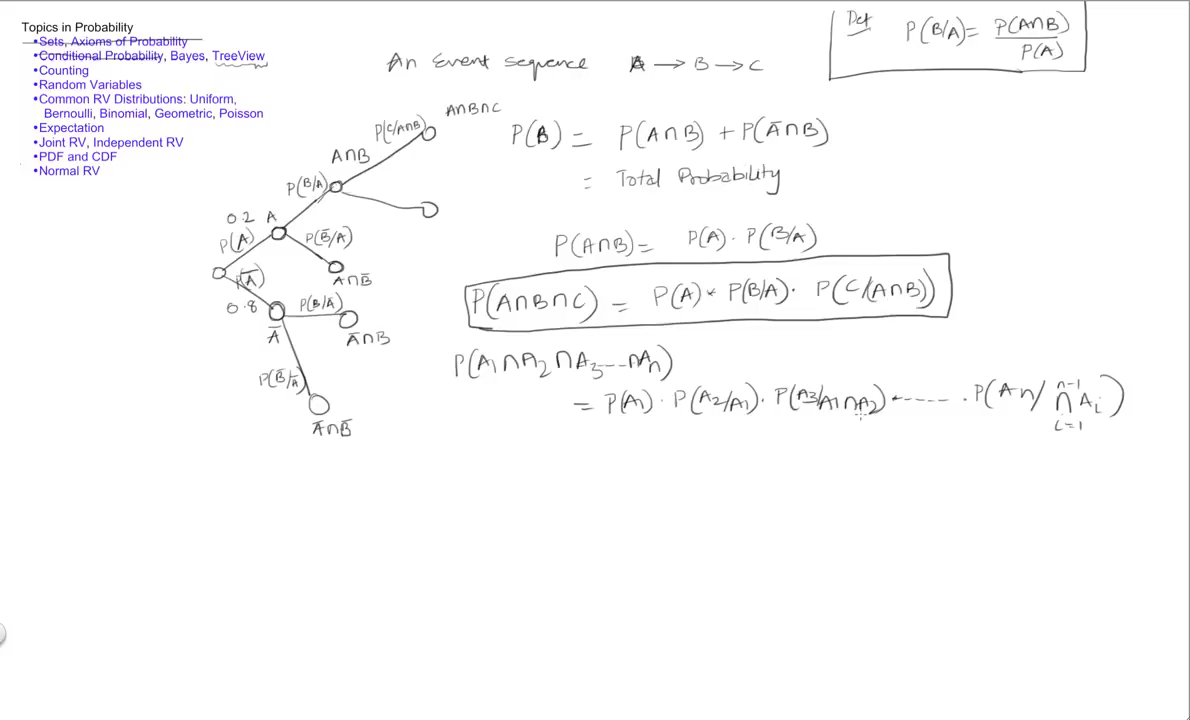 Topics in Probability
•Sets, Axioms of Probability
•Conditional Probability, Bayes, TreeView
•Counting
•Random Variables
•Common RV Distributions: Uniform,
Bernoulli, Binomial, Geometric, Poisson
•Expectation
•Joint RV, Independent RV
•PDF and CDF
•Normal RV
Def P(B/A) = P(A∩B) / P(A)
An Event sequence A → B → C
A∩B∩C
P(C/A∩B)
A∩B
P(B/A)
0.2 A
P(A)
P(B̅/A)
P(A̅)
A∩B̅
0.8
P(B/A̅)
A̅
A̅∩B
P(B̅/A̅)
A̅∩B̅
P(B) = P(A∩B) + P(A̅∩B)
= Total Probability
P(A∩B) = P(A) · P(B/A)
P(A∩B∩C) = P(A) * P(B/A) · P(C/(A∩B))
P(A₁∩A₂∩A₃---∩Aₙ)
= P(A₁) · P(A₂/A₁) · P(A₃/A₁∩A₂) ·----- · P(An/ ⋂ᵢ₌₁ⁿ⁻¹ Aᵢ)